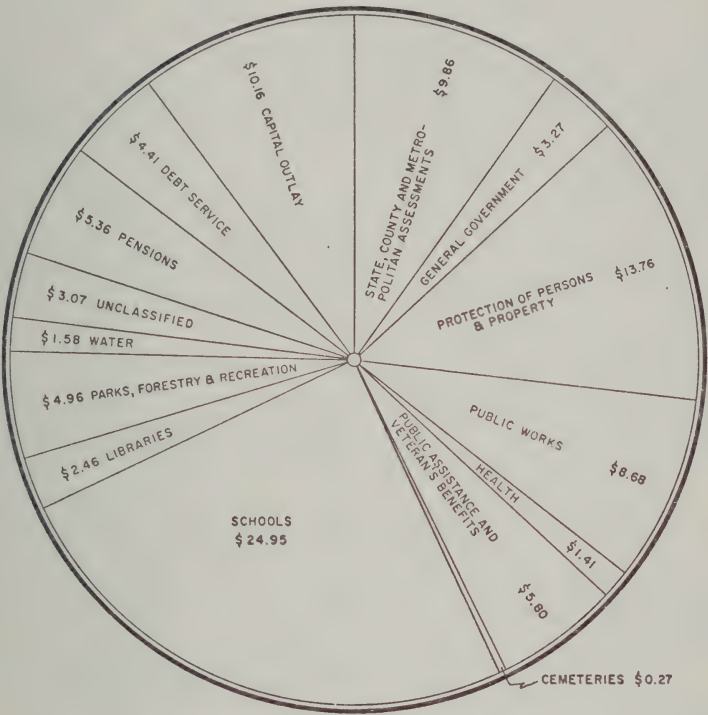 $9.86
STATE, COUNTY AND METRO-
POLITAN ASSESSMENTS
GENERAL GOVERNMENT $3.27
PROTECTION OF PERSONS
& PROPERTY
$13.76
PUBLIC WORKS
$8.68
HEALTH
$1.41
PUBLIC ASSISTANCE AND
VETERAN'S BENEFITS
$5.80
CEMETERIES $0.27
SCHOOLS
$24.95
$2.46 LIBRARIES
$4.96 PARKS, FORESTRY & RECREATION
$1.58 WATER
$3.07 UNCLASSIFIED
$5.36 PENSIONS
$4.41 DEBT SERVICE
$10.16 CAPITAL OUTLAY